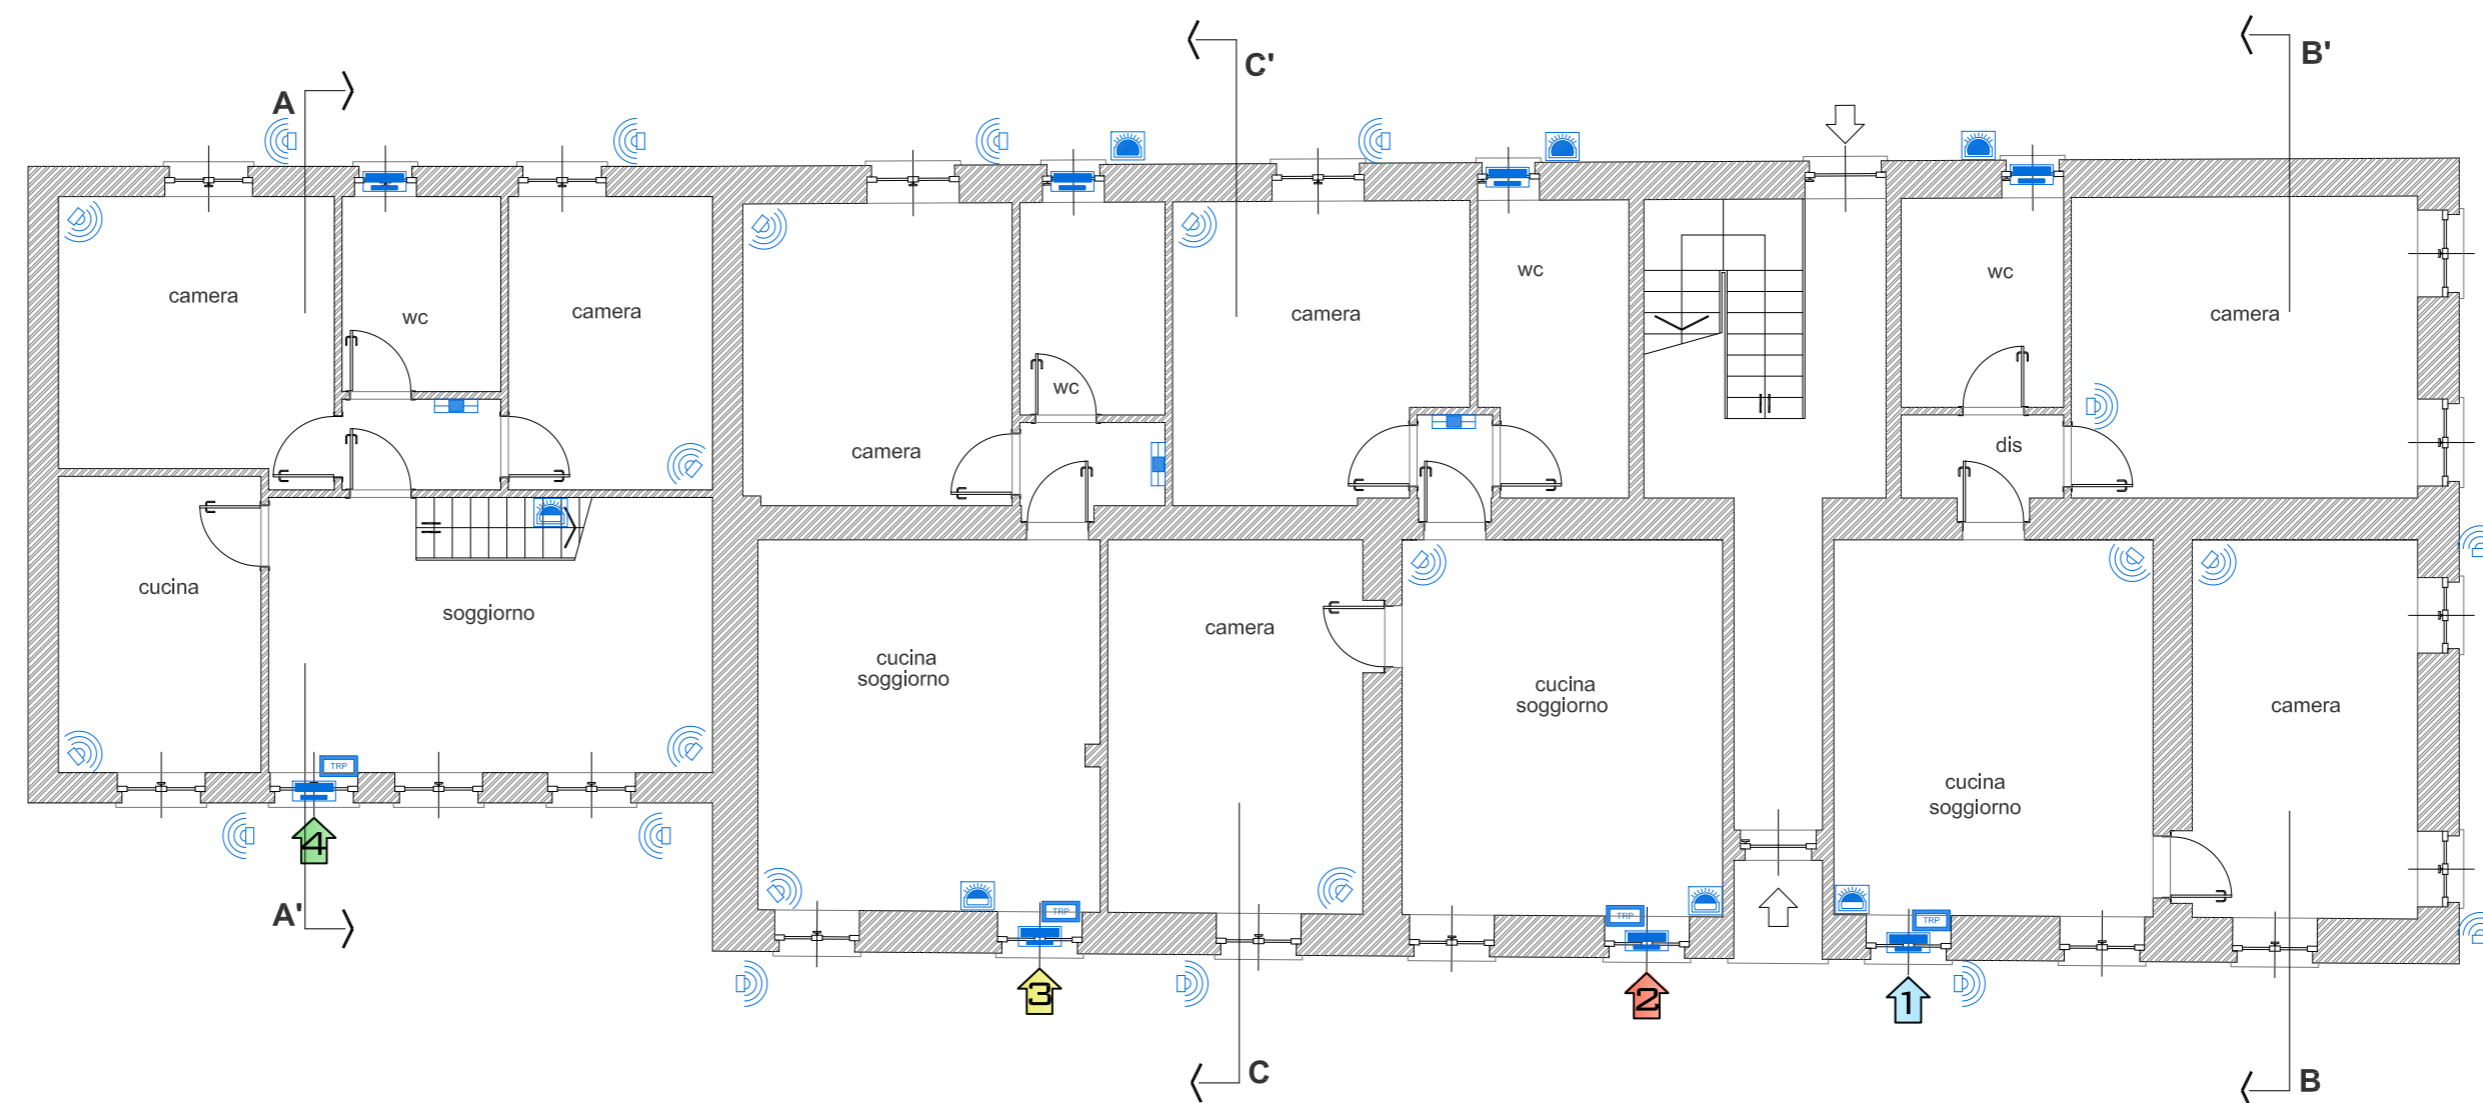 B'
C'
A
wc
wc
camera
camera
camera
camera
wc
wc
dis
camera
cucina
soggiorno
camera
cucina
soggiorno
cucina
soggiorno
camera
TRP
cucina
soggiorno
4
TRP
TRP
TRP
A'
3
2
1
C
B